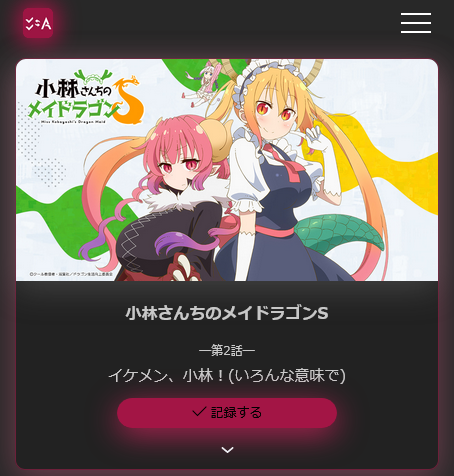 小林さんちの
メイドラゴンS
Miss Kobayashi's Dragon Maid
©クール教信者・双葉社/ドラゴン生活向上委員会
小林さんちのメイドラゴンS
―第2話―
イケメン、小林！(いろんな意味で)
記録する